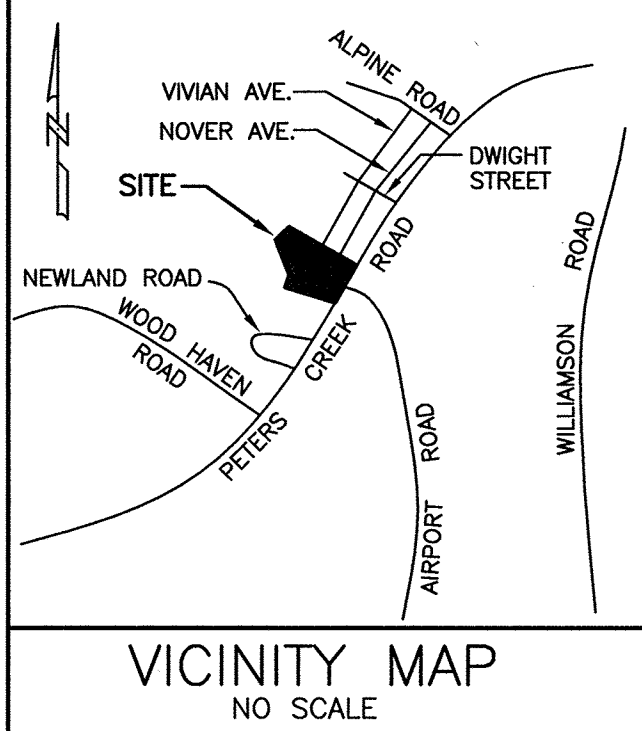 ALPINE ROAD
VIVIAN AVE.
NOVER AVE.
DWIGHT
STREET
SITE
N
NEWLAND ROAD
WOOD HAVEN
ROAD
PETERS CREEK ROAD
AIRPORT ROAD
WILLIAMSON ROAD
VICINITY MAP
NO SCALE